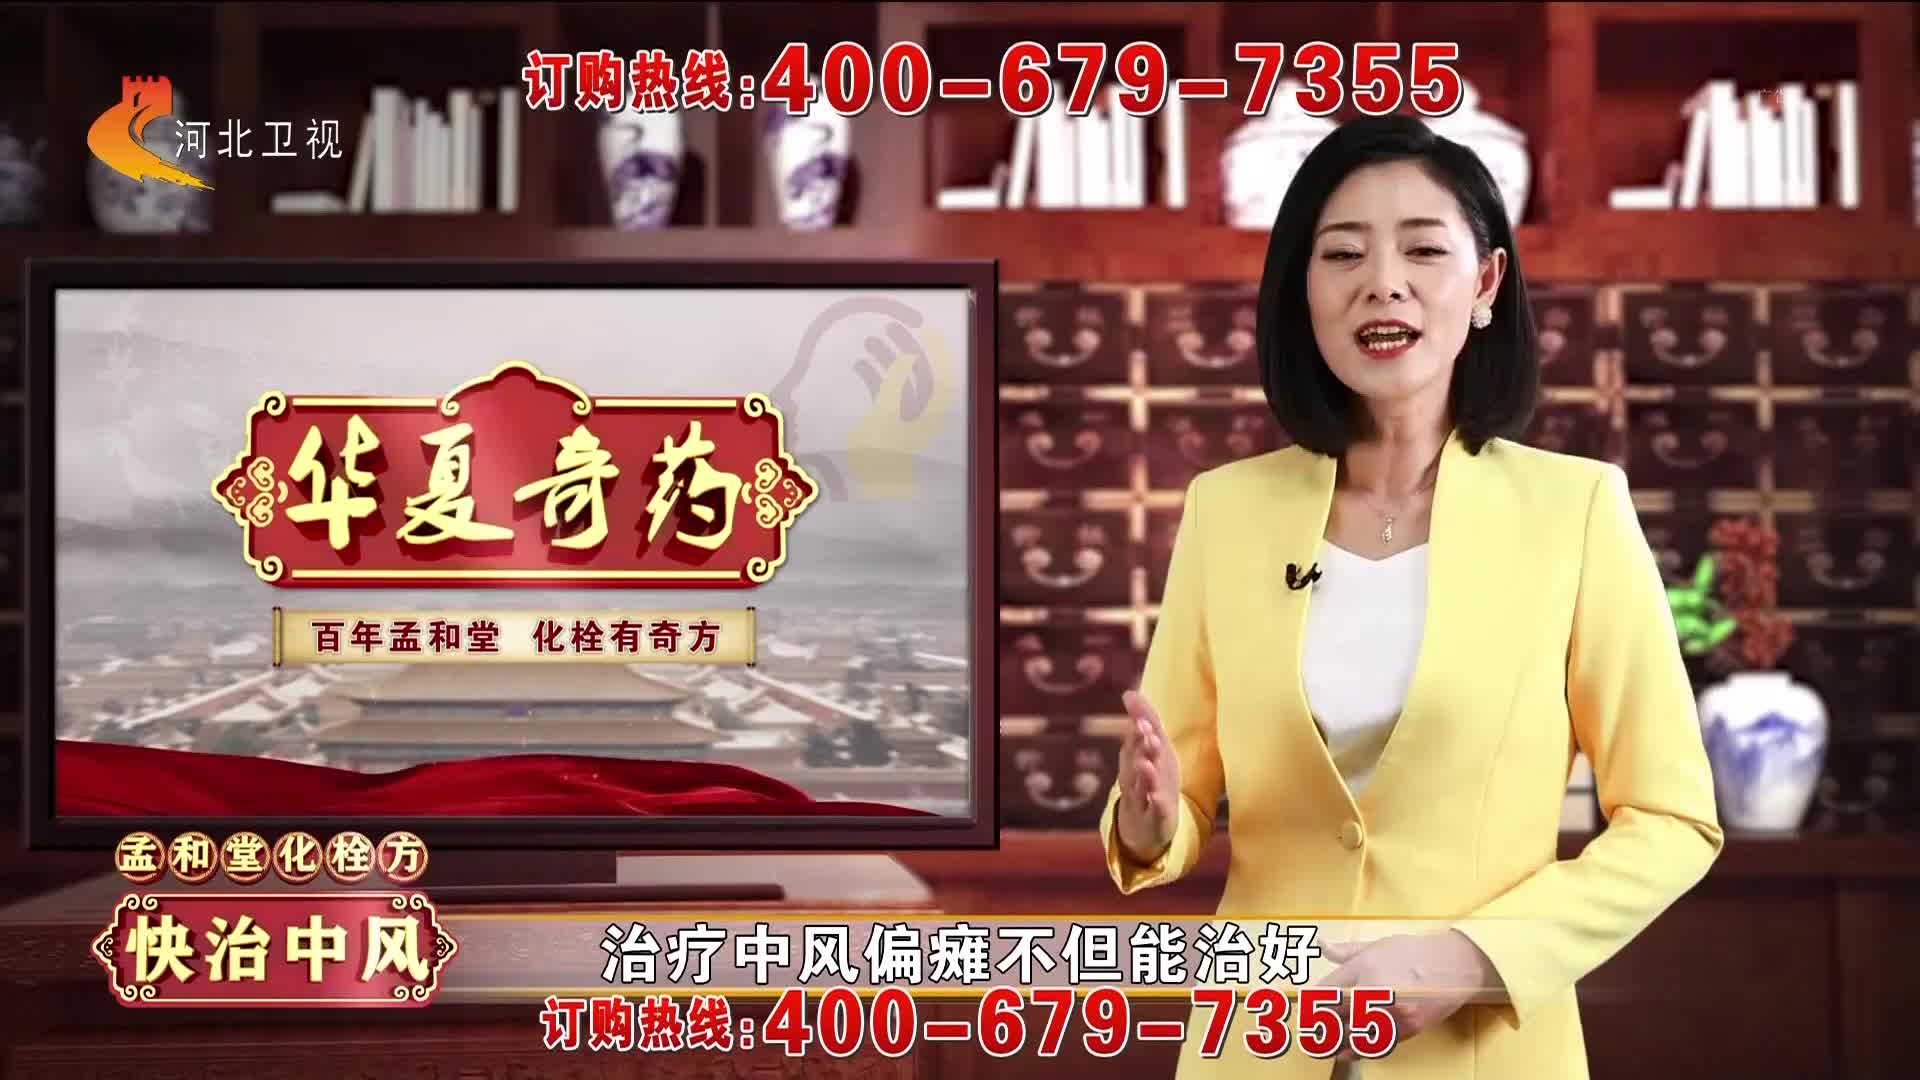 订购热线:400-679-7355
广告
河北卫视
华夏奇药
百年孟和堂 化栓有奇方
孟和堂化栓方
快治中风
治疗中风偏瘫不但能治好
订购热线:400-679-7355